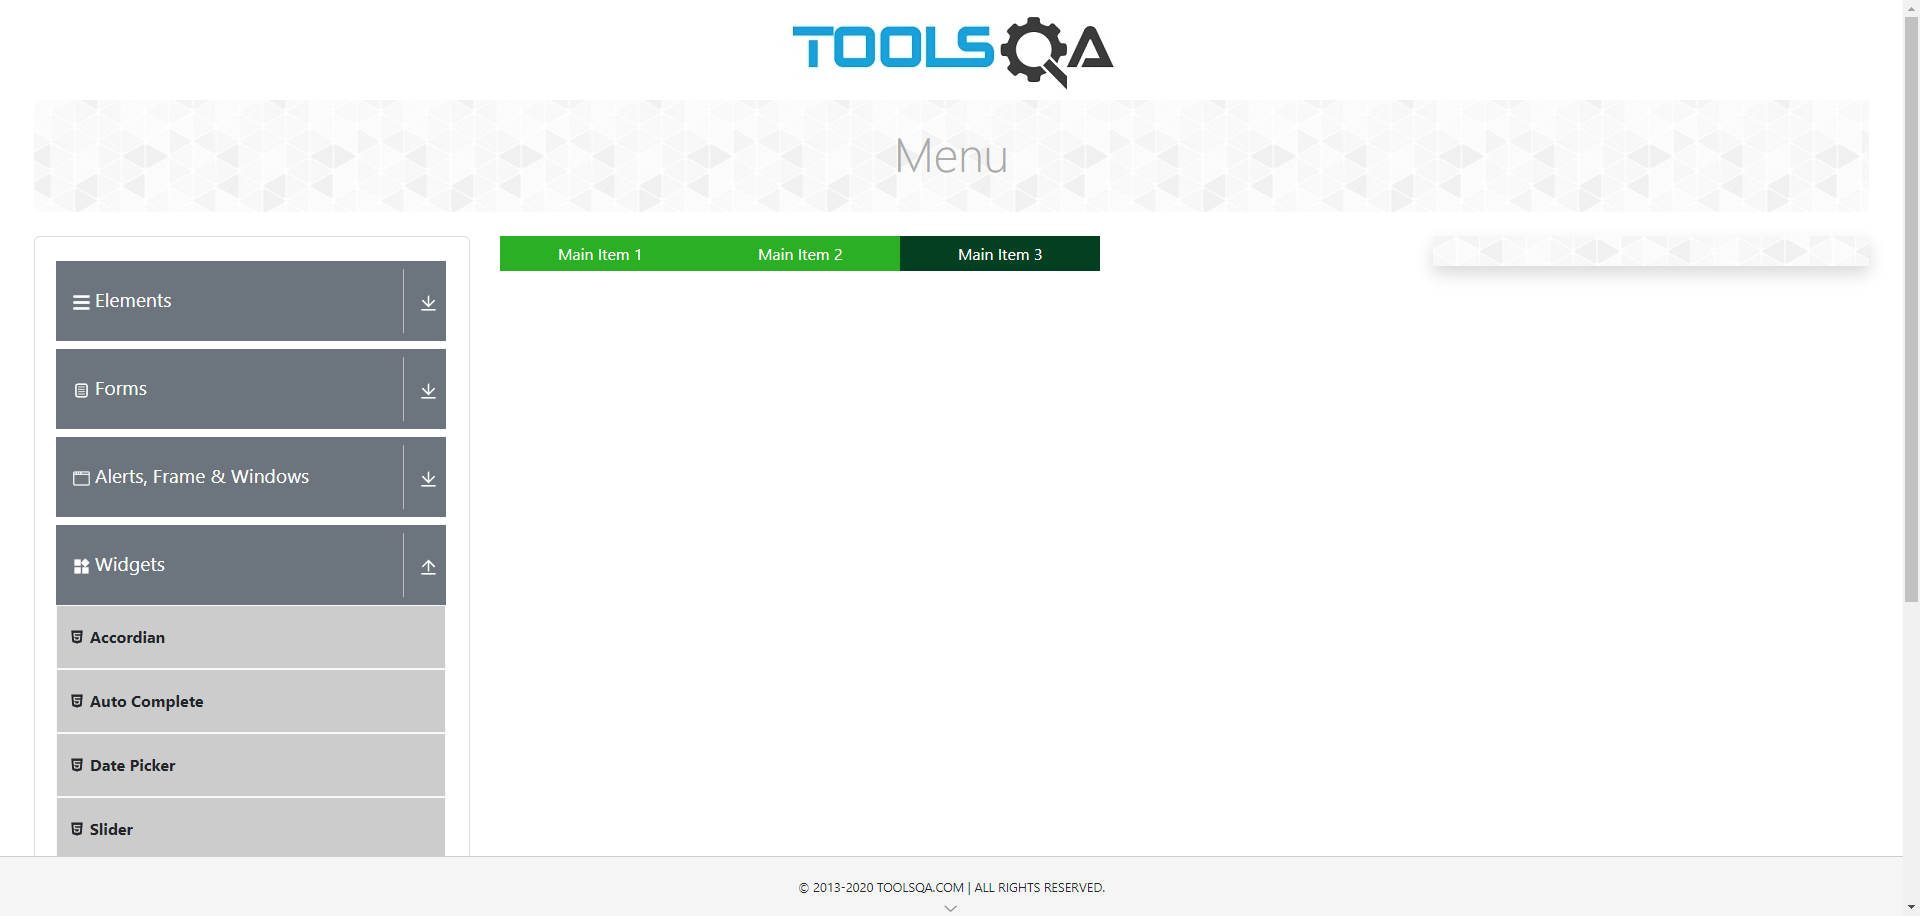 TOOLSQA
Menu
Main Item 1
Main Item 2
Main Item 3
Elements
Forms
Alerts, Frame & Windows
Widgets
Accordian
Auto Complete
Date Picker
Slider
© 2013-2020 TOOLSQA.COM | ALL RIGHTS RESERVED.